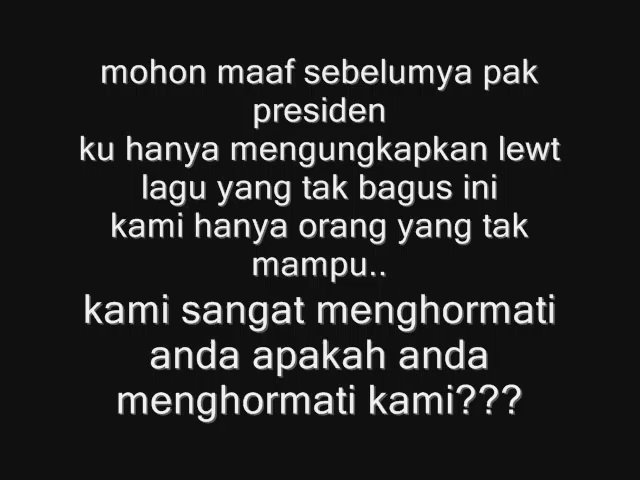 mohon maaf sebelumya pak
presiden
ku hanya mengungkapkan lewt
lagu yang tak bagus ini
kami hanya orang yang tak
mampu..
kami sangat menghormati
anda apakah anda
menghormati kami???